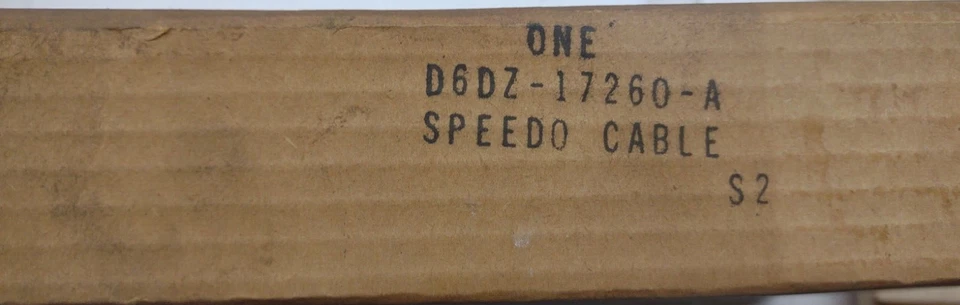 ONE
D6DZ-17260-A
SPEEDO CABLE
S2